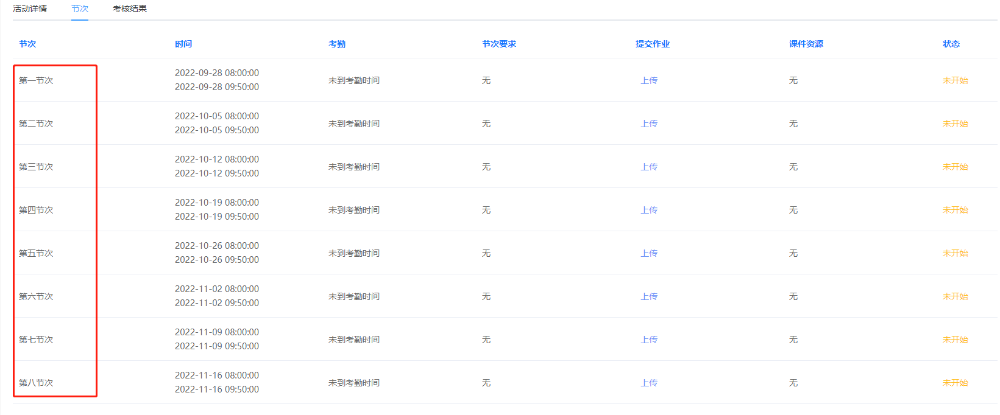 活动详情 节次 考核结果
节次 时间 考勤 节次要求 提交作业 课件资源 状态
第一节次 2022-09-28 08:00:00 未到考勤时间 无 上传 无 未开始
2022-09-28 09:50:00
第二节次 2022-10-05 08:00:00 未到考勤时间 无 上传 无 未开始
2022-10-05 09:50:00
第三节次 2022-10-12 08:00:00 未到考勤时间 无 上传 无 未开始
2022-10-12 09:50:00
第四节次 2022-10-19 08:00:00 未到考勤时间 无 上传 无 未开始
2022-10-19 09:50:00
第五节次 2022-10-26 08:00:00 未到考勤时间 无 上传 无 未开始
2022-10-26 09:50:00
第六节次 2022-11-02 08:00:00 未到考勤时间 无 上传 无 未开始
2022-11-02 09:50:00
第七节次 2022-11-09 08:00:00 未到考勤时间 无 上传 无 未开始
2022-11-09 09:50:00
第八节次 2022-11-16 08:00:00 未到考勤时间 无 上传 无 未开始
2022-11-16 09:50:00